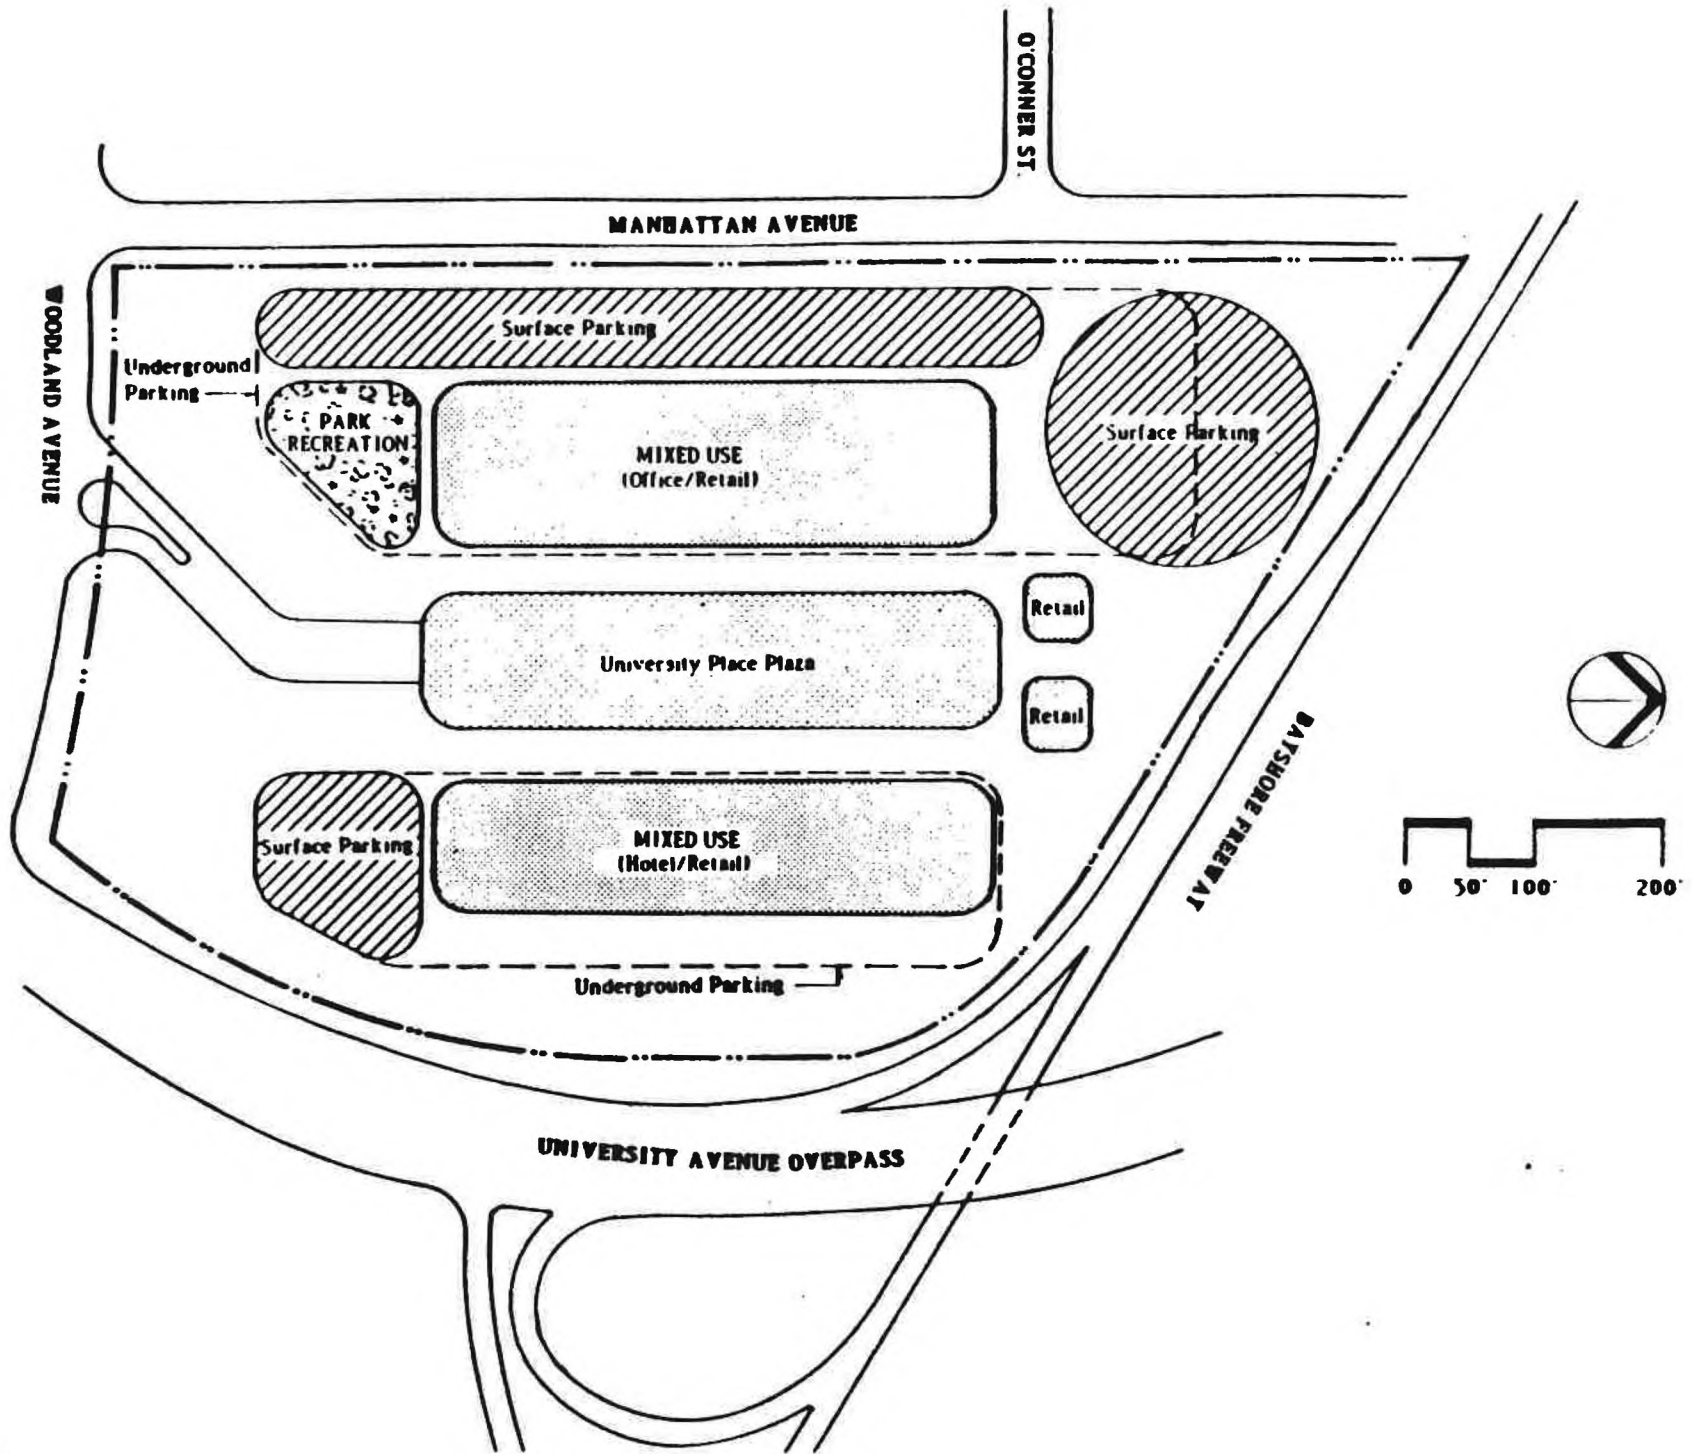 O'CONNER ST.
MANHATTAN AVENUE
WOODLAND AVENUE
Surface Parking
Underground
Parking
PARK
RECREATION
MIXED USE
(Office/Retail)
Surface Parking
Retail
University Place Plaza
Retail
BAYSHORE FREEWAY
MIXED USE
(Hotel/Retail)
Surface Parking
0 50' 100' 200'
Underground Parking
UNIVERSITY AVENUE OVERPASS